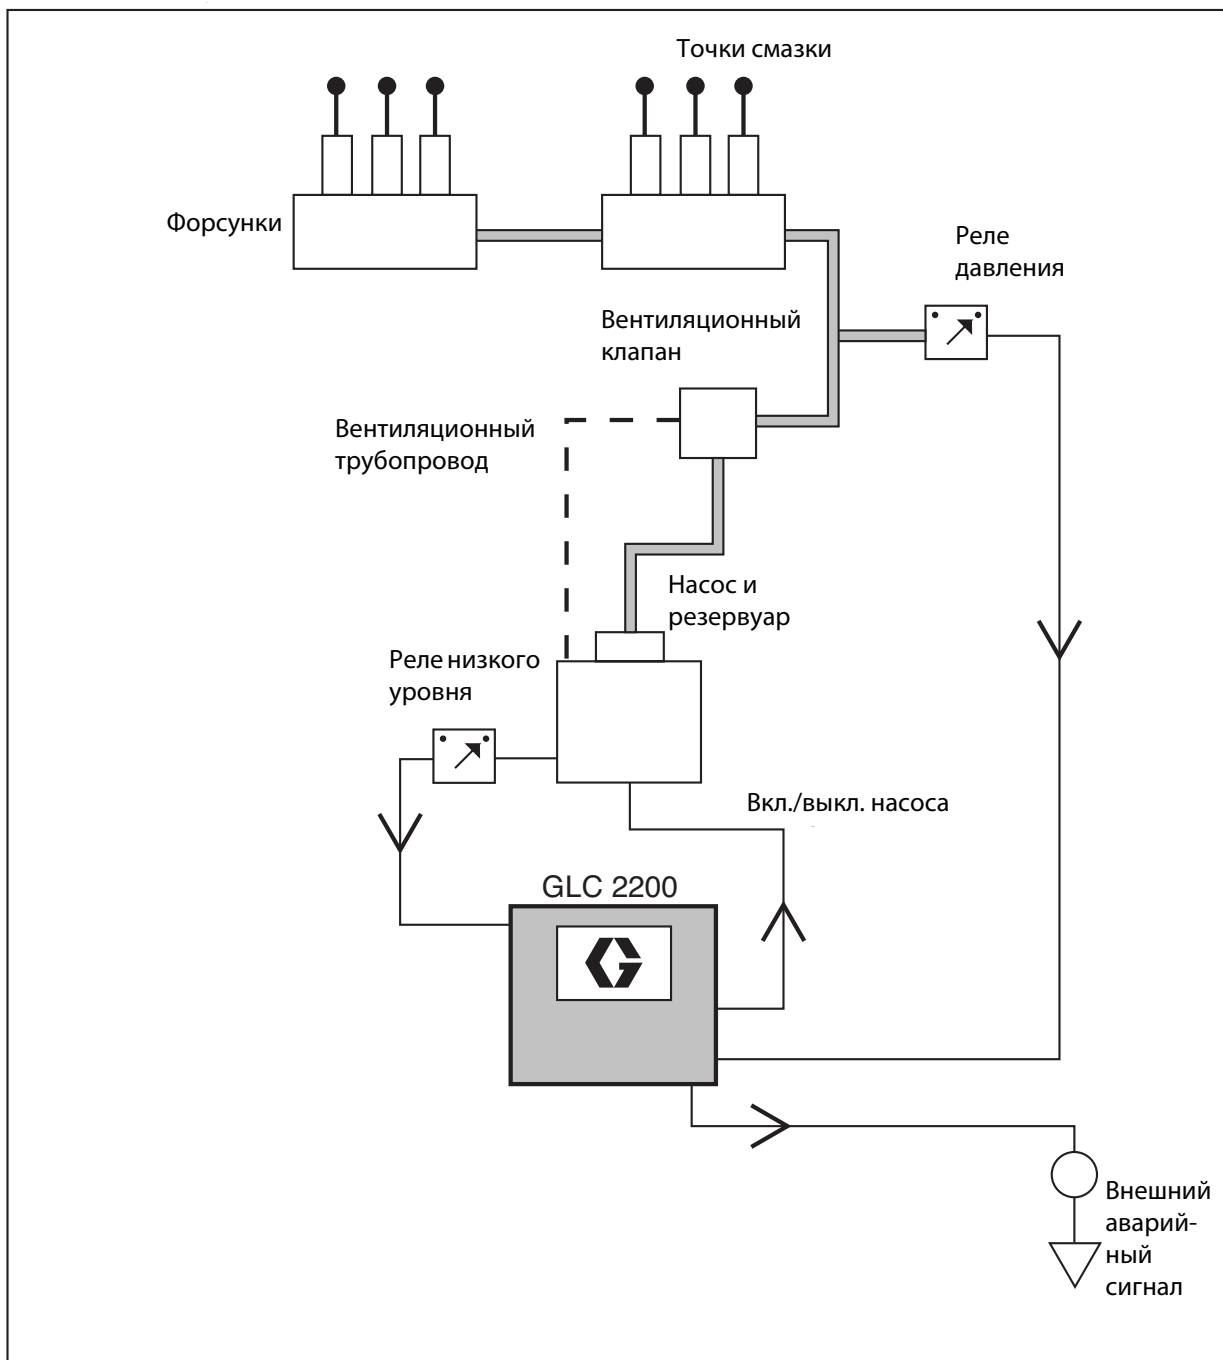 Точки смазки
Форсунки
Реле
давления
Вентиляционный
клапан
Вентиляционный
трубопровод
Насос и
резервуар
Реле низкого
уровня
Вкл./выкл. насоса
GLC 2200
Внешний
аварий-
ный
сигнал